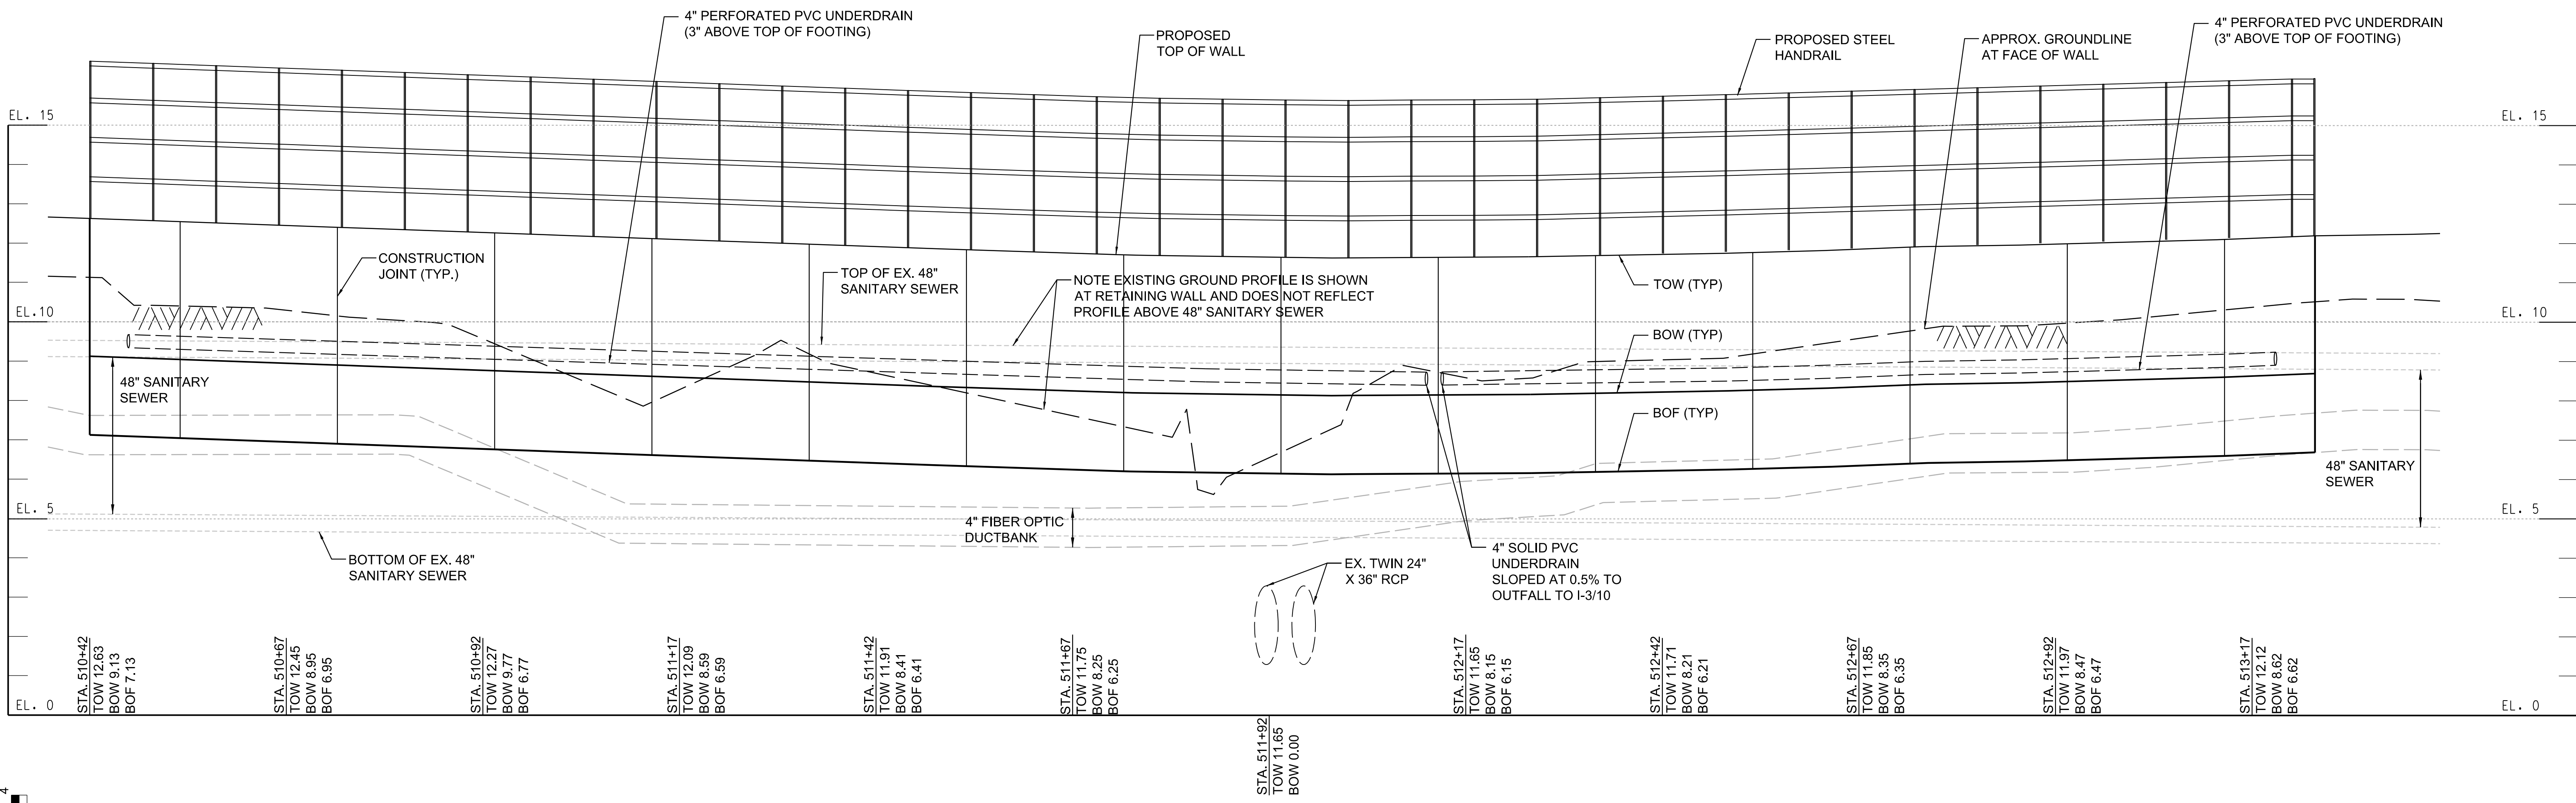 4" PERFORATED PVC UNDERDRAIN
(3" ABOVE TOP OF FOOTING)
PROPOSED
TOP OF WALL
PROPOSED STEEL
HANDRAIL
APPROX. GROUNDLINE
AT FACE OF WALL
4" PERFORATED PVC UNDERDRAIN
(3" ABOVE TOP OF FOOTING)
EL. 15
EL. 15
CONSTRUCTION
JOINT (TYP.)
TOP OF EX. 48"
SANITARY SEWER
NOTE EXISTING GROUND PROFILE IS SHOWN
AT RETAINING WALL AND DOES NOT REFLECT
PROFILE ABOVE 48" SANITARY SEWER
TOW (TYP)
EL.10
EL. 10
BOW (TYP)
48" SANITARY
SEWER
BOF (TYP)
48" SANITARY
SEWER
EL. 5
EL. 5
4" FIBER OPTIC
DUCTBANK
BOTTOM OF EX. 48"
SANITARY SEWER
EX. TWIN 24"
X 36" RCP
4" SOLID PVC
UNDERDRAIN
SLOPED AT 0.5% TO
OUTFALL TO I-3/10
EL. 0
STA. 510+42
TOW 12.63
BOW 9.13
BOF 7.13
STA. 510+67
TOW 12.45
BOW 8.95
BOF 6.95
STA. 510+92
TOW 12.27
BOW 9.77
BOF 6.77
STA. 511+17
TOW 12.09
BOW 8.59
BOF 6.59
STA. 511+42
TOW 11.91
BOW 8.41
BOF 6.41
STA. 511+67
TOW 11.75
BOW 8.25
BOF 6.25
STA. 511+92
TOW 11.65
BOW 0.00
STA. 512+17
TOW 11.65
BOW 8.15
BOF 6.15
STA. 512+42
TOW 11.71
BOW 8.21
BOF 6.21
STA. 512+67
TOW 11.85
BOW 8.35
BOF 6.35
STA. 512+92
TOW 11.97
BOW 8.47
BOF 6.47
STA. 513+17
TOW 12.12
BOW 8.62
BOF 6.62
EL. 0
4